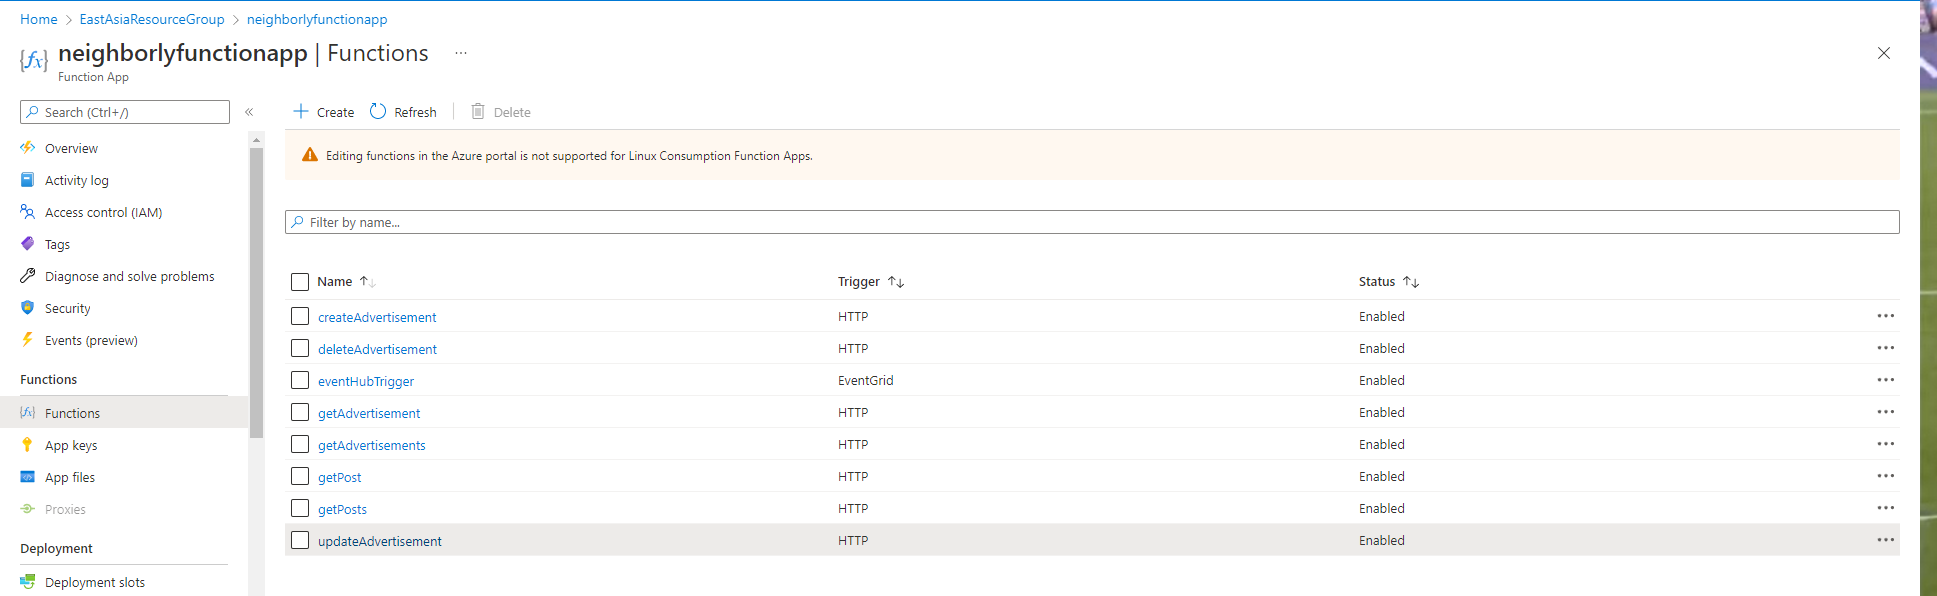 Home > EastAsiaResourceGroup > neighborlyfunctionapp
neighborlyfunctionapp | Functions ...
Function App
Search (Ctrl+/)
«
Overview
Activity log
Access control (IAM)
Tags
Diagnose and solve problems
Security
Events (preview)
Functions
Functions
App keys
App files
Proxies
Deployment
Deployment slots
Create Refresh Delete
Editing functions in the Azure portal is not supported for Linux Consumption Function Apps.
Filter by name...
Name Trigger Status
createAdvertisement HTTP Enabled
deleteAdvertisement HTTP Enabled
eventHubTrigger EventGrid Enabled
getAdvertisement HTTP Enabled
getAdvertisements HTTP Enabled
getPost HTTP Enabled
getPosts HTTP Enabled
updateAdvertisement HTTP Enabled